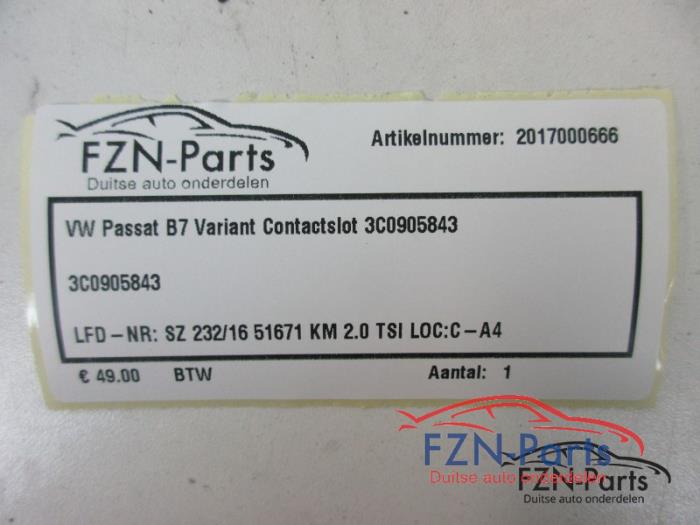 FZN-Parts
Duitse auto onderdelen
Artikelnummer: 2017000666
VW Passat B7 Variant Contactslot 3C0905843
3C0905843
LFD-NR: SZ 232/16 51671 KM 2.0 TSI LOC:C-A4
€ 49.00 BTW Aantal: 1
FZN-Parts
Duitse auto onderdelen
FZN-Parts
Duitse auto onderdelen